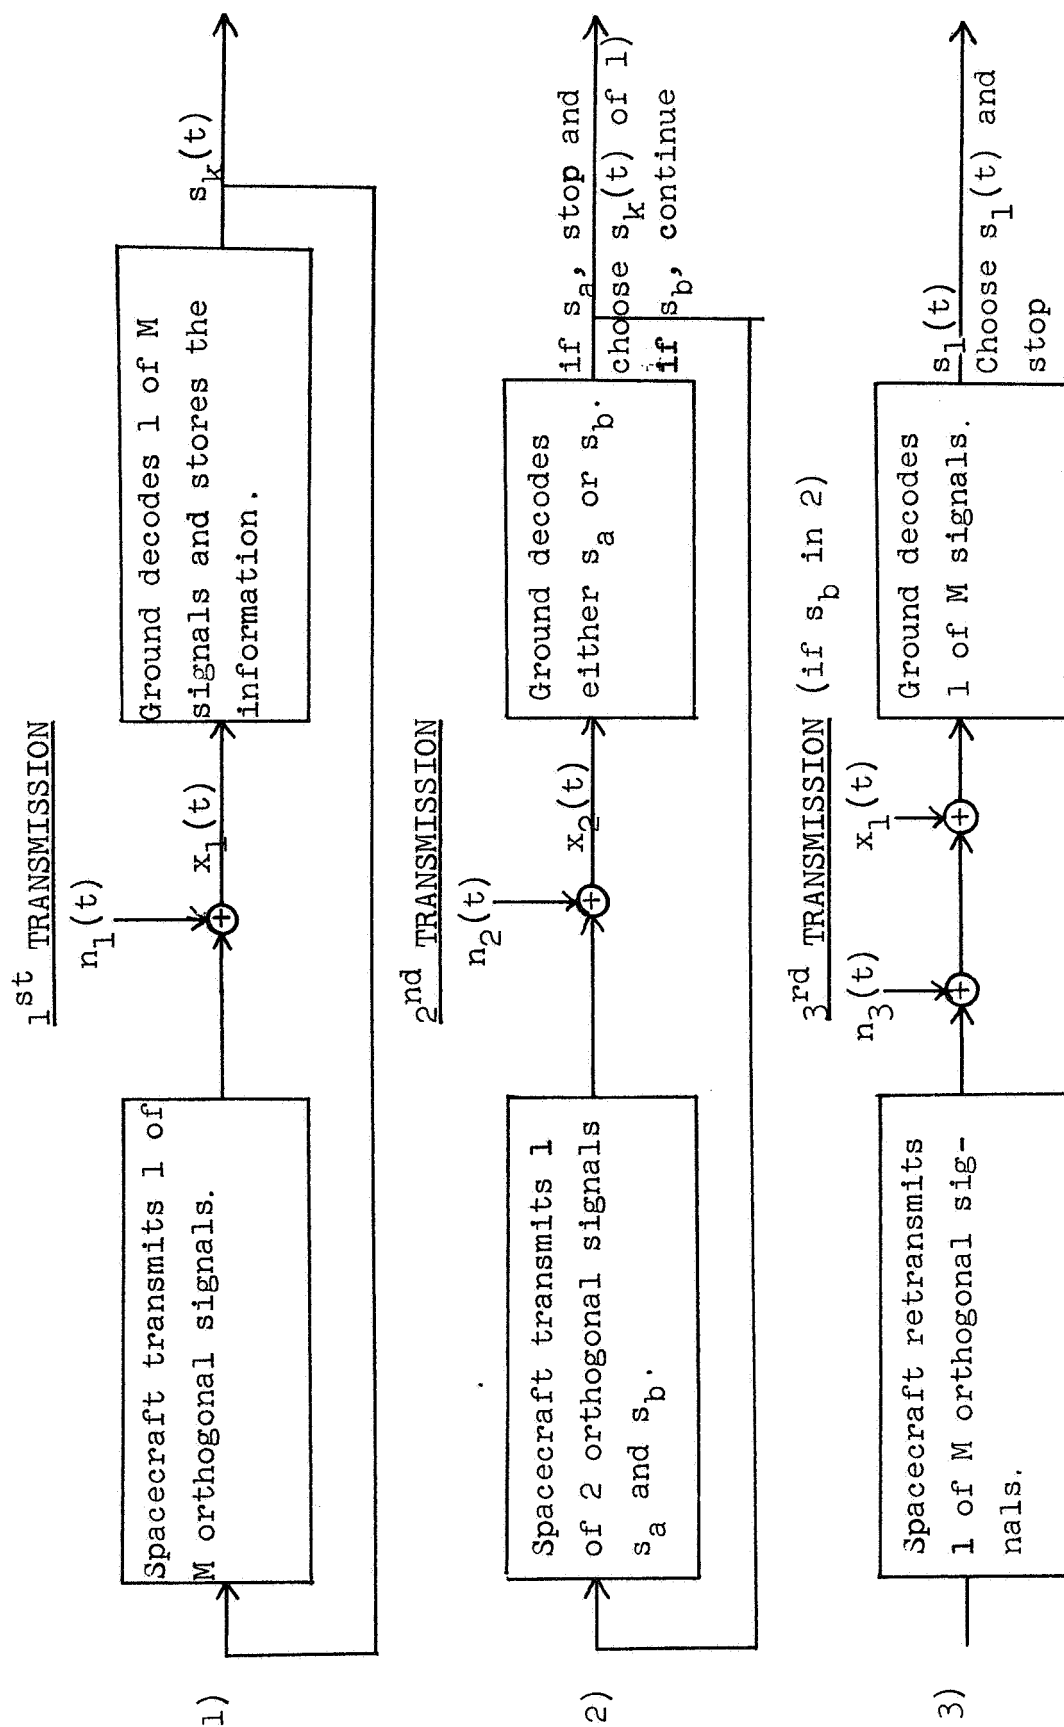 1)
1st TRANSMISSION
Spacecraft transmits 1 of
M orthogonal signals.
n1(t)
+
x1(t)
Ground decodes 1 of M
signals and stores the
information.
sk(t)
2)
2nd TRANSMISSION
Spacecraft transmits 1
of 2 orthogonal signals
sa and sb.
n2(t)
+
x2(t)
Ground decodes
either sa or sb.
if sa, stop and
choose sk(t) of 1)
if sb, continue
3)
3rd TRANSMISSION (if sb in 2)
Spacecraft retransmits
1 of M orthogonal sig-
nals.
n3(t)
+
x1(t)
+
Ground decodes
1 of M signals.
s1(t)
Choose s1(t) and
stop